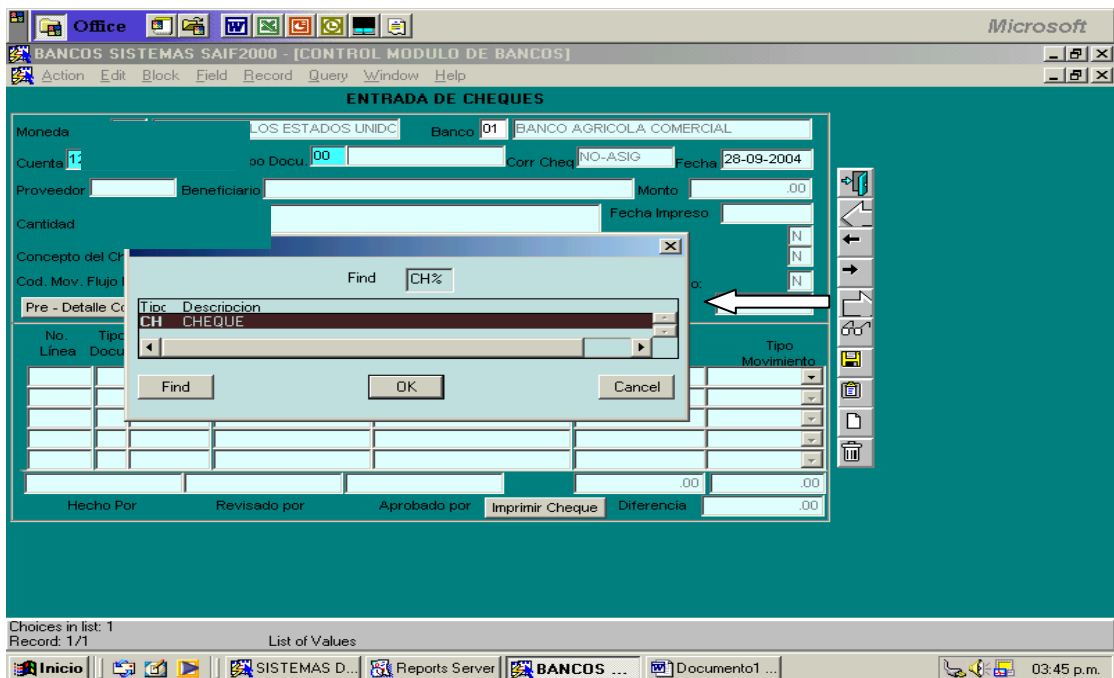 Office Microsoft
BANCOS SISTEMAS SAIF2000 - [CONTROL MODULO DE BANCOS]
Action Edit Block Field Record Query Window Help
ENTRADA DE CHEQUES
Moneda LOS ESTADOS UNIDC Banco 01 BANCO AGRICOLA COMERCIAL
Cuenta po Docu. 00 Corr Cheq NO-ASIG Fecha 28-09-2004
Proveedor Beneficiario Monto .00
Cantidad Fecha Impreso
N
Concepto del Ch N
Find CH%
Cod. Mov. Flujo o: N
Pre - Detalle Co Tipc Descripcion
CH CHEQUE
No. Tipo Tipo
Línea Docu Movimiento
Find OK Cancel
.00 .00
Hecho Por Revisado por Aprobado por Imprimir Cheque Diferencia .00
Choices in list: 1
Record: 1/1 List of Values
Inicio SISTEMAS D... Reports Server BANCOS ... Documento1 ... 03:45 p.m.